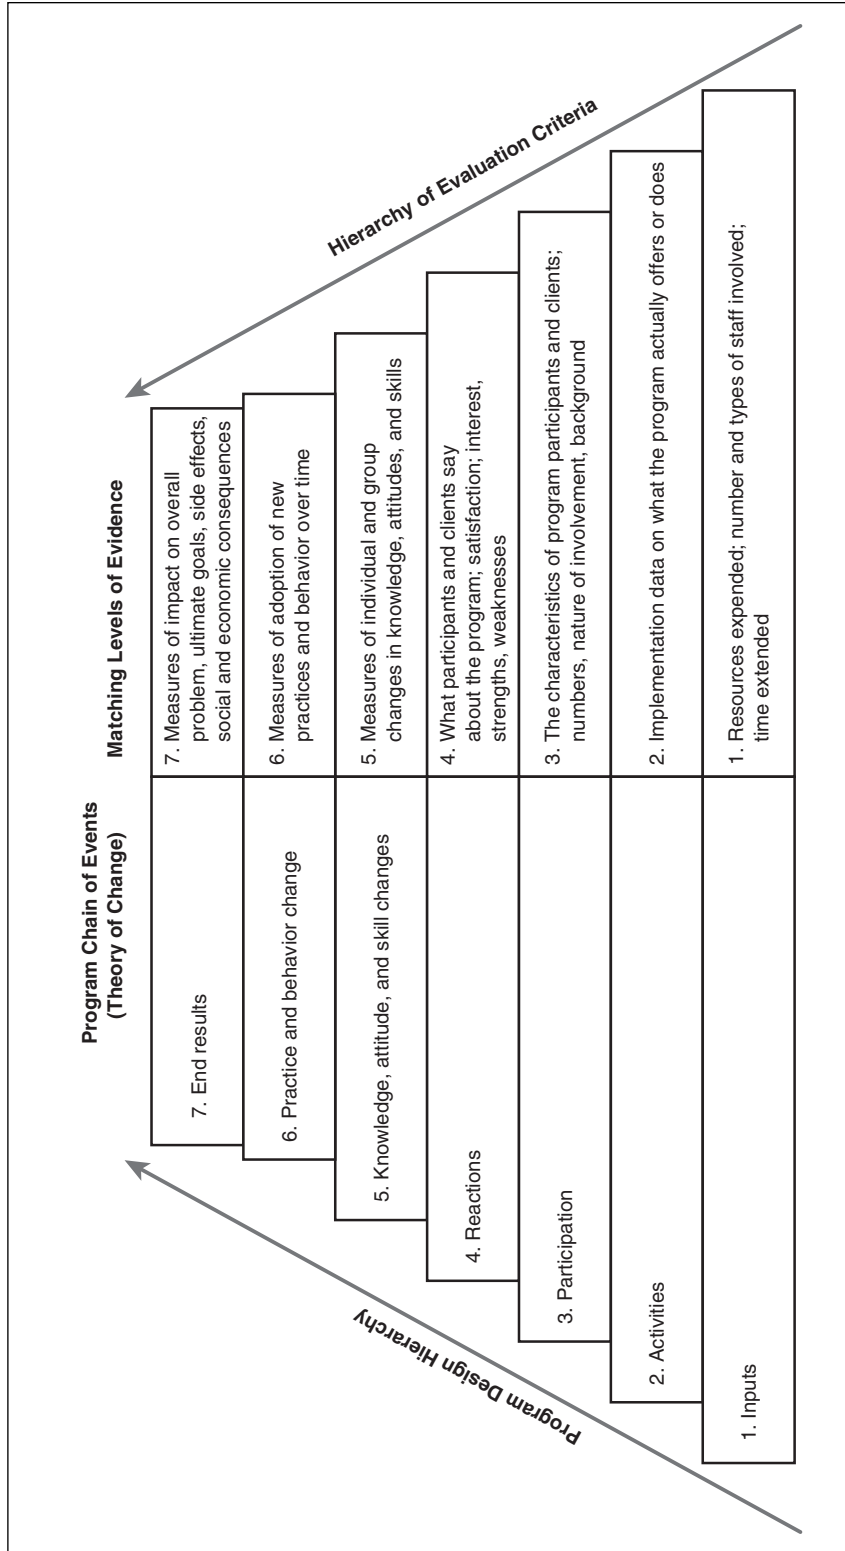 Program Chain of Events
(Theory of Change)
Matching Levels of Evidence
Program Design Hierarchy
Hierarchy of Evaluation Criteria
7. End results
7. Measures of impact on overall
problem, ultimate goals, side effects,
social and economic consequences
6. Practice and behavior change
6. Measures of adoption of new
practices and behavior over time
5. Knowledge, attitude, and skill changes
5. Measures of individual and group
changes in knowledge, attitudes, and skills
4. Reactions
4. What participants and clients say
about the program; satisfaction; interest,
strengths, weaknesses
3. Participation
3. The characteristics of program participants and clients;
numbers, nature of involvement, background
2. Activities
2. Implementation data on what the program actually offers or does
1. Inputs
1. Resources expended; number and types of staff involved;
time extended